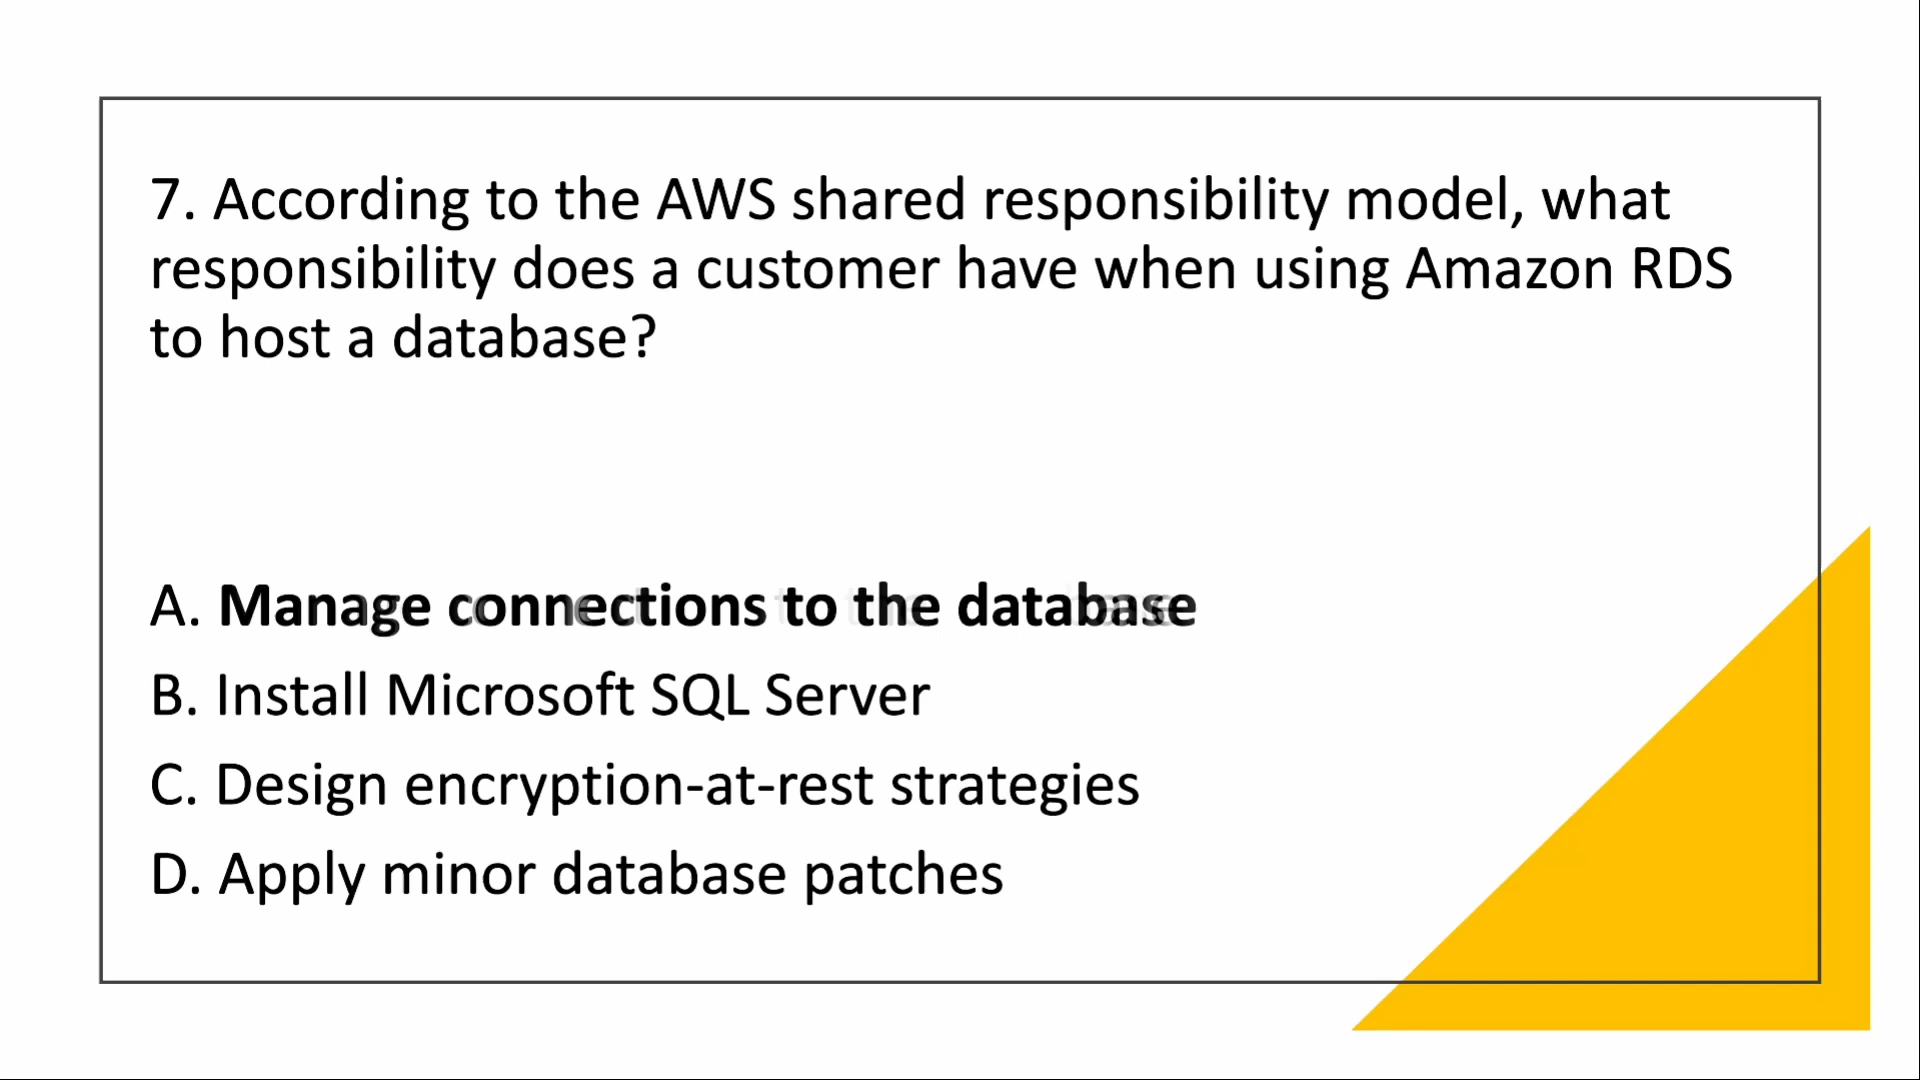 7. According to the AWS shared responsibility model, what
responsibility does a customer have when using Amazon RDS
to host a database?
A. Manage connections to the database
B. Install Microsoft SQL Server
C. Design encryption-at-rest strategies
D. Apply minor database patches